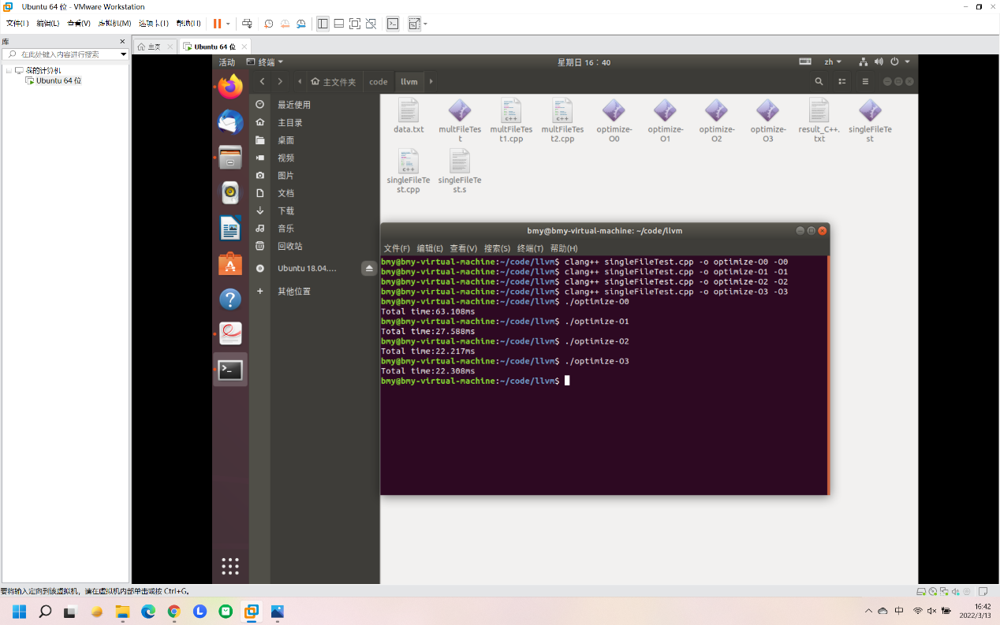 Ubuntu 64 位 - VMware Workstation
文件(F) 编辑(E) 查看(V) 虚拟机(M) 选项卡(T) 帮助(H)
库
在此处键入内容进行搜索
我的计算机
Ubuntu 64 位
主页
Ubuntu 64 位
活动
终端
星期日 16：40
zh
主文件夹
code
llvm
最近使用
主目录
桌面
视频
图片
文档
下载
音乐
回收站
Ubuntu 18.04....
其他位置
data.txt
multFileTest
multFileTest1.cpp
multFileTest2.cpp
optimize-O0
optimize-O1
optimize-O2
optimize-O3
result_C++.txt
singleFileTest
singleFileTest.cpp
singleFileTest.s
bmy@bmy-virtual-machine: ~/code/llvm
文件(F) 编辑(E) 查看(V) 搜索(S) 终端(T) 帮助(H)
bmy@bmy-virtual-machine:~/code/llvm$ clang++ singleFileTest.cpp -o optimize-O0 -O0
bmy@bmy-virtual-machine:~/code/llvm$ clang++ singleFileTest.cpp -o optimize-O1 -O1
bmy@bmy-virtual-machine:~/code/llvm$ clang++ singleFileTest.cpp -o optimize-O2 -O2
bmy@bmy-virtual-machine:~/code/llvm$ clang++ singleFileTest.cpp -o optimize-O3 -O3
bmy@bmy-virtual-machine:~/code/llvm$ ./optimize-O0
Total time:63.108ms
bmy@bmy-virtual-machine:~/code/llvm$ ./optimize-O1
Total time:27.588ms
bmy@bmy-virtual-machine:~/code/llvm$ ./optimize-O2
Total time:22.217ms
bmy@bmy-virtual-machine:~/code/llvm$ ./optimize-O3
Total time:22.308ms
bmy@bmy-virtual-machine:~/code/llvm$
要将输入定向到该虚拟机，请在虚拟机内部单击或按 Ctrl+G。
中
16:42
2022/3/13